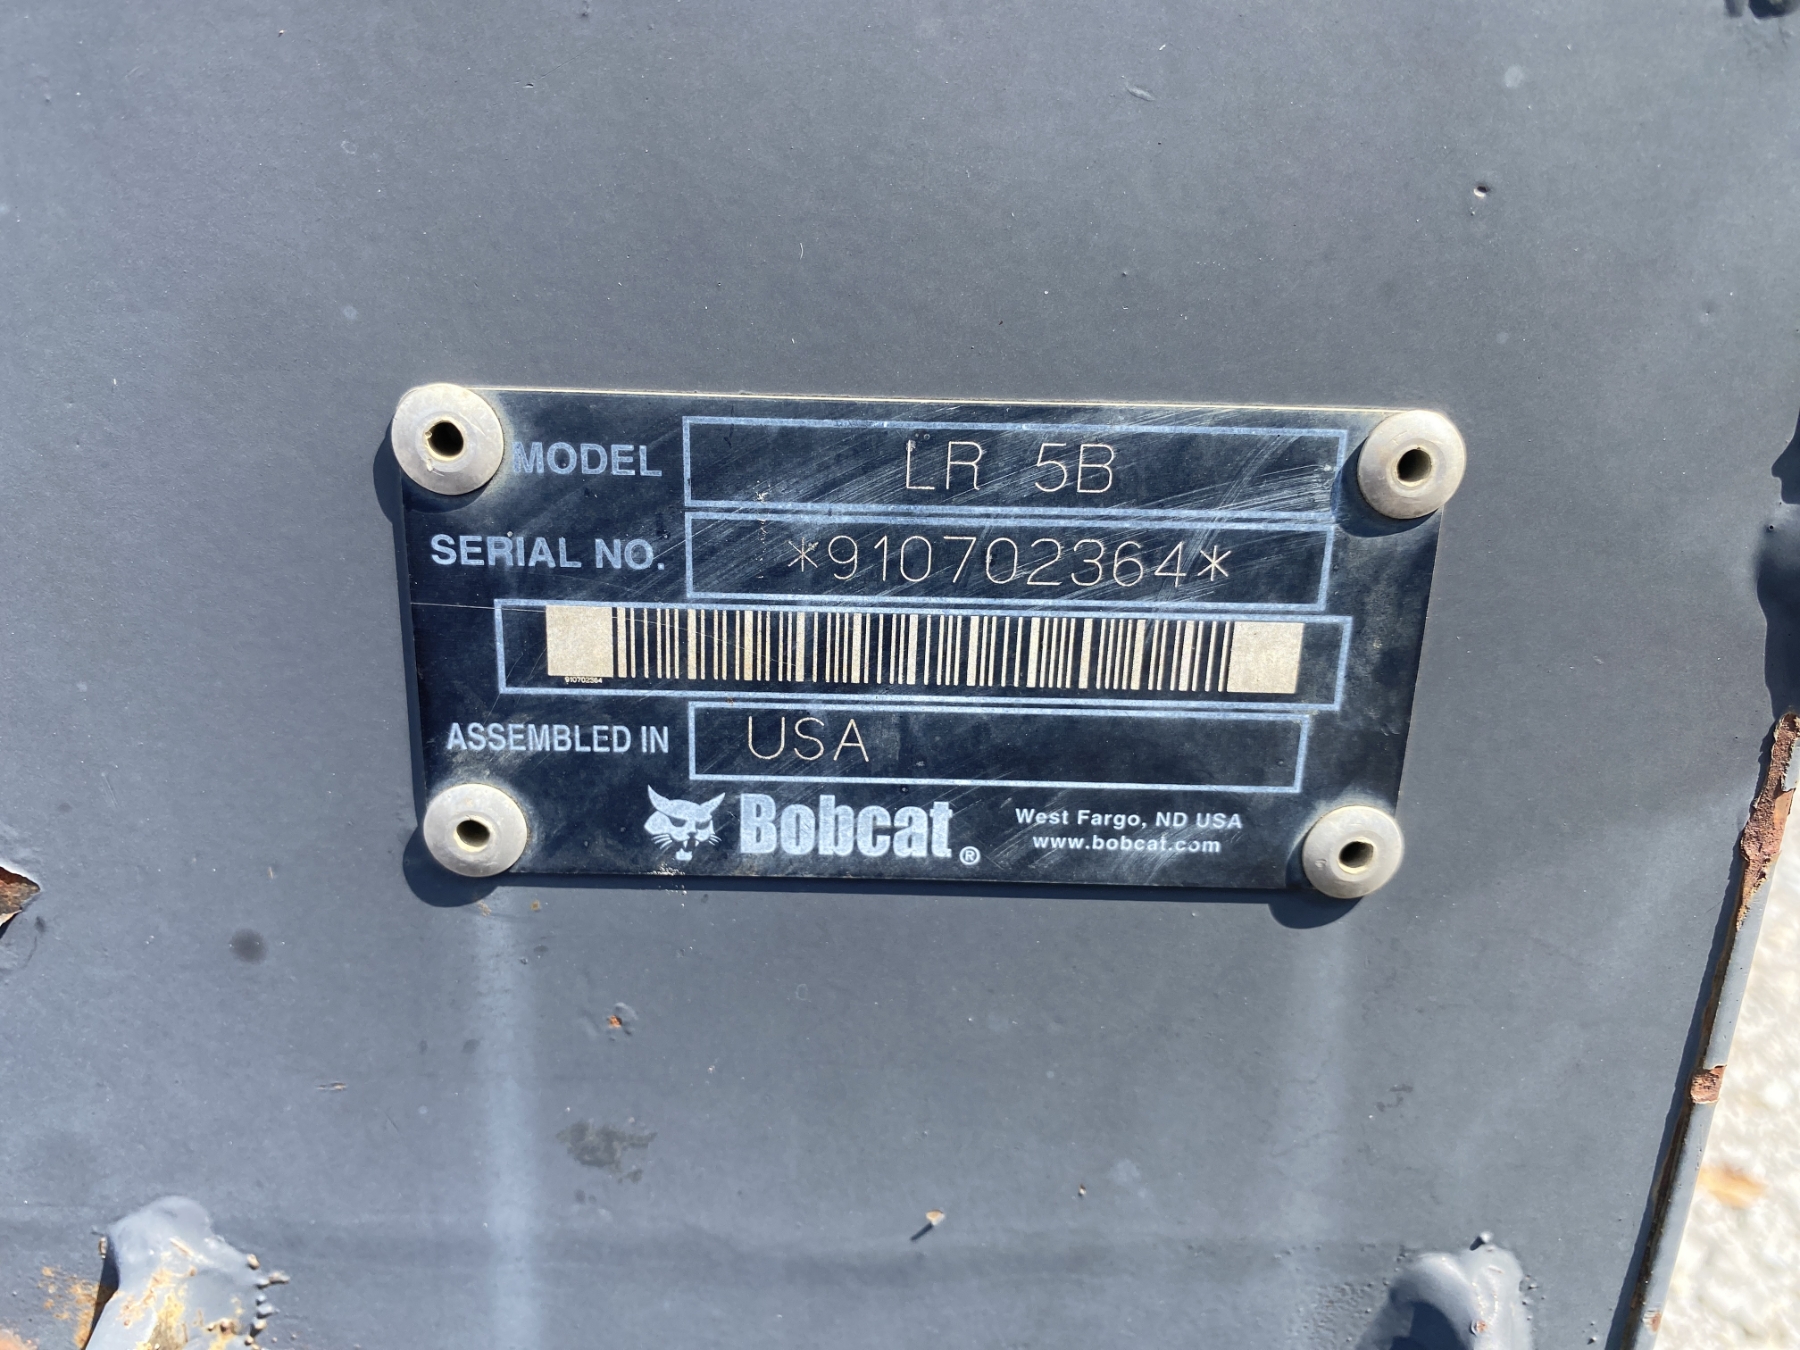 MODEL LR 5B
SERIAL NO. *910702364*
910702364
ASSEMBLED IN USA
Bobcat® West Fargo, ND USA
www.bobcat.com